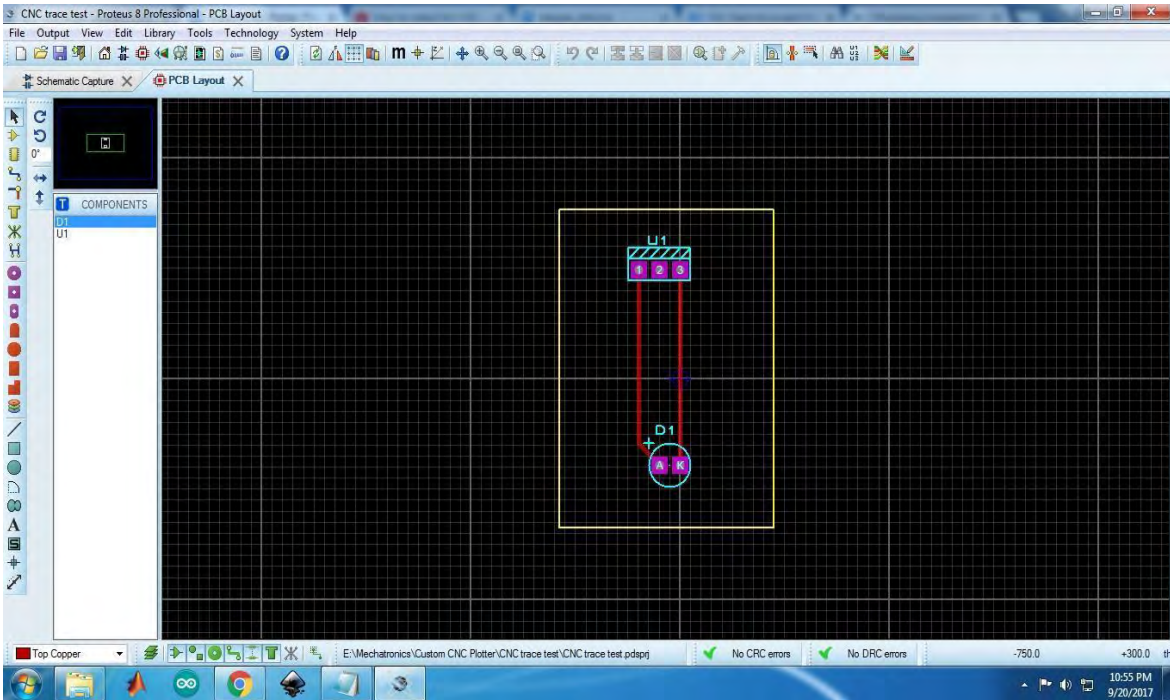 CNC trace test - Proteus 8 Professional - PCB Layout
File Output View Edit Library Tools Technology System Help
Schematic Capture PCB Layout
0°
T COMPONENTS
D1
U1
U1
1 2 3
D1
+
A K
Top Copper
E:\Mechatronics\Custom CNC Plotter\CNC trace test\CNC trace test.pdsprj
No CRC errors
No DRC errors
-750.0
+300.0 th
10:55 PM
9/20/2017